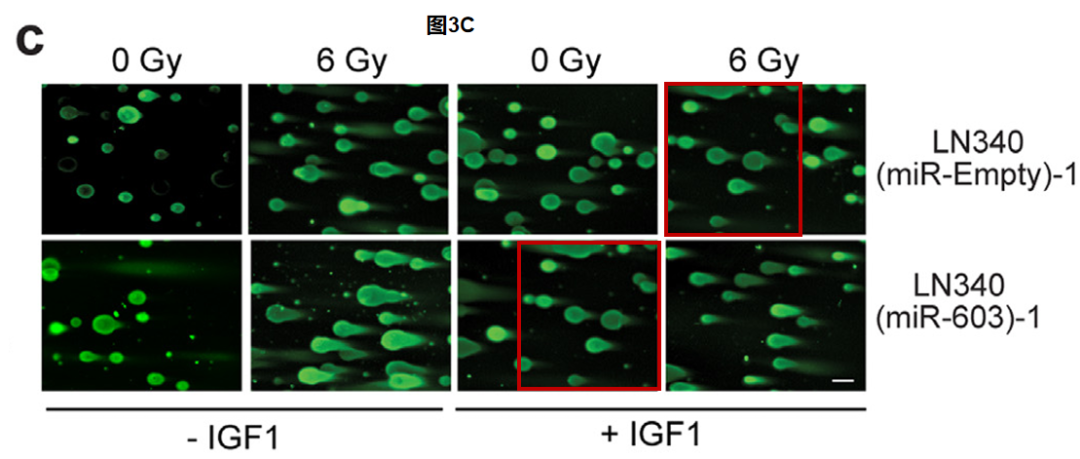 图3C
C
0 Gy
6 Gy
0 Gy
6 Gy
LN340
(miR-Empty)-1
LN340
(miR-603)-1
- IGF1
+ IGF1